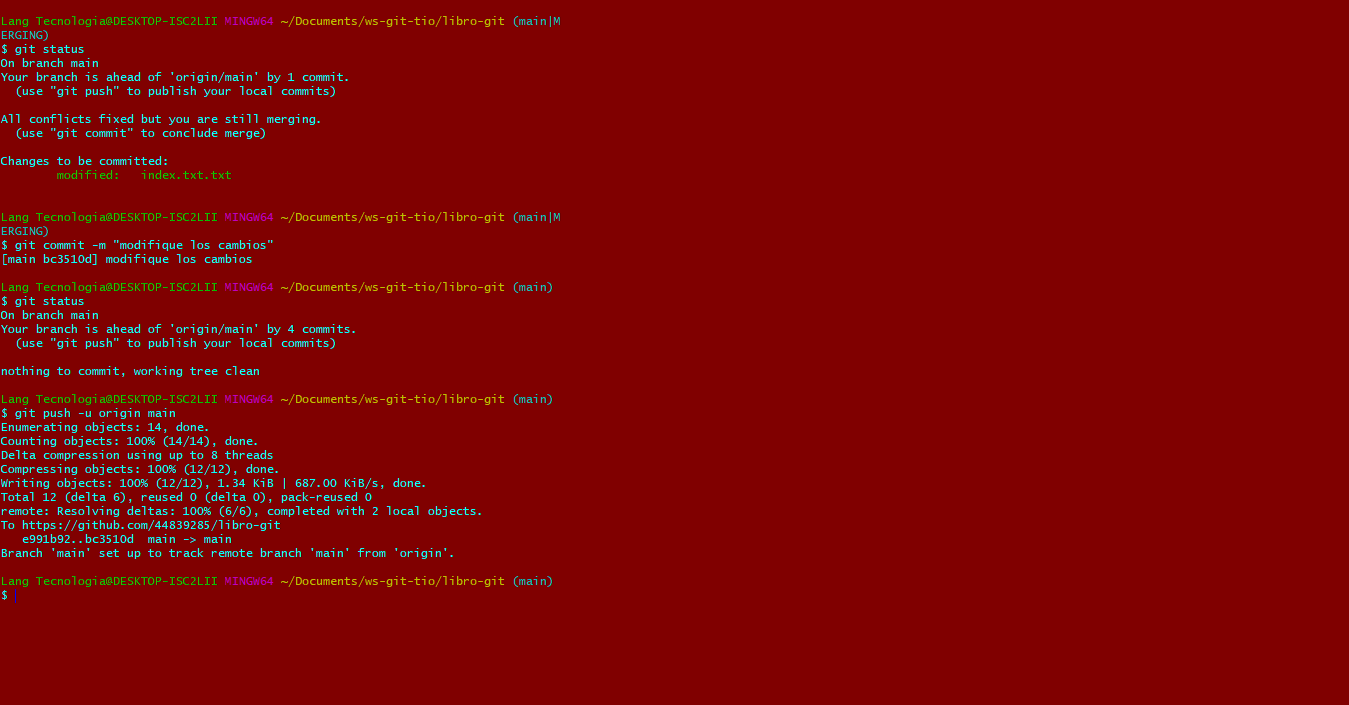 Lang Tecnologia@DESKTOP-ISC2LII MINGW64 ~/Documents/ws-git-tio/libro-git (main|M
ERGING)
$ git status
On branch main
Your branch is ahead of 'origin/main' by 1 commit.
  (use "git push" to publish your local commits)

All conflicts fixed but you are still merging.
  (use "git commit" to conclude merge)

Changes to be committed:
        modified:   index.txt.txt


Lang Tecnologia@DESKTOP-ISC2LII MINGW64 ~/Documents/ws-git-tio/libro-git (main|M
ERGING)
$ git commit -m "modifique los cambios"
[main bc3510d] modifique los cambios

Lang Tecnologia@DESKTOP-ISC2LII MINGW64 ~/Documents/ws-git-tio/libro-git (main)
$ git status
On branch main
Your branch is ahead of 'origin/main' by 4 commits.
  (use "git push" to publish your local commits)

nothing to commit, working tree clean

Lang Tecnologia@DESKTOP-ISC2LII MINGW64 ~/Documents/ws-git-tio/libro-git (main)
$ git push -u origin main
Enumerating objects: 14, done.
Counting objects: 100% (14/14), done.
Delta compression using up to 8 threads
Compressing objects: 100% (12/12), done.
Writing objects: 100% (12/12), 1.34 KiB | 687.00 KiB/s, done.
Total 12 (delta 6), reused 0 (delta 0), pack-reused 0
remote: Resolving deltas: 100% (6/6), completed with 2 local objects.
To https://github.com/44839285/libro-git
   e991b92..bc3510d  main -> main
Branch 'main' set up to track remote branch 'main' from 'origin'.

Lang Tecnologia@DESKTOP-ISC2LII MINGW64 ~/Documents/ws-git-tio/libro-git (main)
$